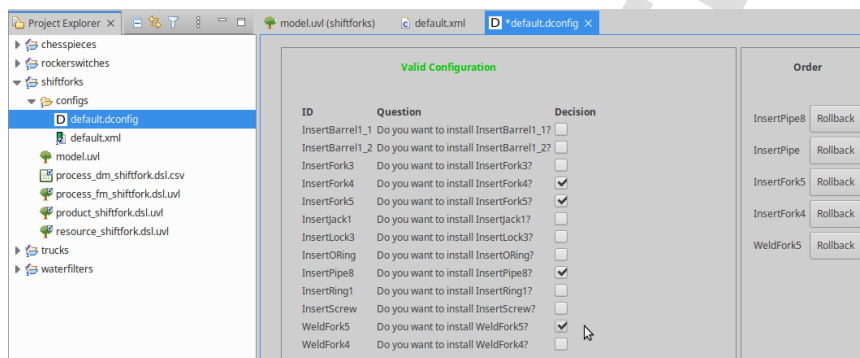 Project Explorer
model.uvl (shiftforks)
default.xml
*default.dconfig
chesspieces
rockerswitches
shiftforks
configs
default.dconfig
default.xml
model.uvl
process_dm_shiftfork.dsl.csv
process_fm_shiftfork.dsl.uvl
product_shiftfork.dsl.uvl
resource_shiftfork.dsl.uvl
trucks
waterfilters
Valid Configuration
ID Question Decision
InsertBarrel1_1 Do you want to install InsertBarrel1_1?
InsertBarrel1_2 Do you want to install InsertBarrel1_2?
InsertFork3 Do you want to install InsertFork3?
InsertFork4 Do you want to install InsertFork4?
InsertFork5 Do you want to install InsertFork5?
InsertJack1 Do you want to install InsertJack1?
InsertLock3 Do you want to install InsertLock3?
InsertORing Do you want to install InsertORing?
InsertPipe8 Do you want to install InsertPipe8?
InsertRing1 Do you want to install InsertRing1?
InsertScrew Do you want to install InsertScrew?
WeldFork5 Do you want to install WeldFork5?
WeldFork4 Do you want to install WeldFork4?
Order
InsertPipe8 Rollback
InsertPipe Rollback
InsertFork5 Rollback
InsertFork4 Rollback
WeldFork5 Rollback